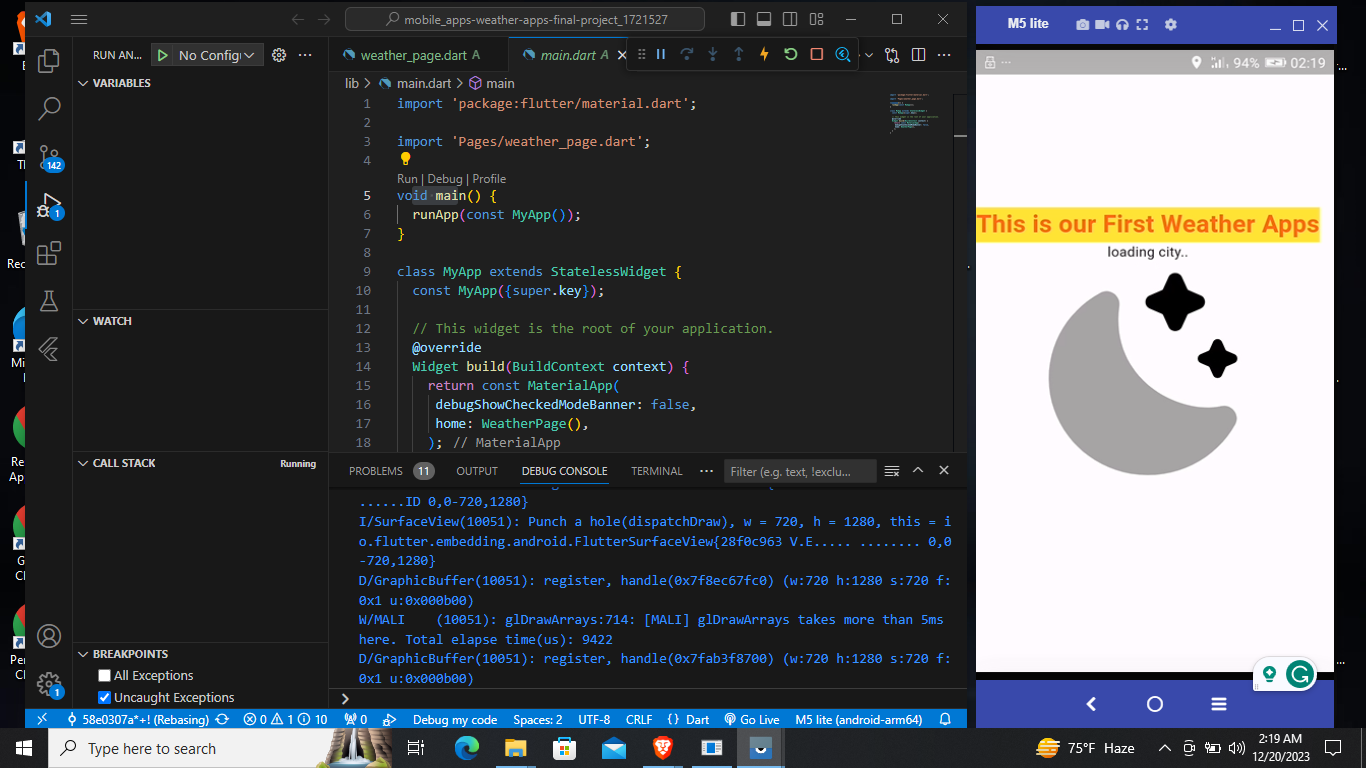 mobile_apps-weather-apps-final-project_1721527
M5 lite
RUN AN...
No Config
weather_page.dart A
main.dart A
94%
02:19
VARIABLES
lib
main.dart
main
1 import 'package:flutter/material.dart';
2
3 import 'Pages/weather_page.dart';
4
Run | Debug | Profile
5 void main() {
6 runApp(const MyApp());
7 }
8
9 class MyApp extends StatelessWidget {
10 const MyApp({super.key});
11
12 // This widget is the root of your application.
13 @override
14 Widget build(BuildContext context) {
15 return const MaterialApp(
16 debugShowCheckedModeBanner: false,
17 home: WeatherPage(),
18 ); // MaterialApp
142
1
WATCH
CALL STACK
Running
BREAKPOINTS
All Exceptions
Uncaught Exceptions
1
PROBLEMS
11
OUTPUT
DEBUG CONSOLE
TERMINAL
Filter (e.g. text, !exclu...
......ID 0,0-720,1280}
I/SurfaceView(10051): Punch a hole(dispatchDraw), w = 720, h = 1280, this = i
o.flutter.embedding.android.FlutterSurfaceView{28f0c963 V.E..... ........ 0,0
-720,1280}
D/GraphicBuffer(10051): register, handle(0x7f8ec67fc0) (w:720 h:1280 s:720 f:
0x1 u:0x000b00)
W/MALI (10051): glDrawArrays:714: [MALI] glDrawArrays takes more than 5ms
here. Total elapse time(us): 9422
D/GraphicBuffer(10051): register, handle(0x7fab3f8700) (w:720 h:1280 s:720 f:
0x1 u:0x000b00)
This is our First Weather Apps
loading city..
58e0307a*+! (Rebasing)
0
1
10
0
Debug my code
Spaces: 2
UTF-8
CRLF
{} Dart
Go Live
M5 lite (android-arm64)
Type here to search
75°F Haze
2:19 AM
12/20/2023